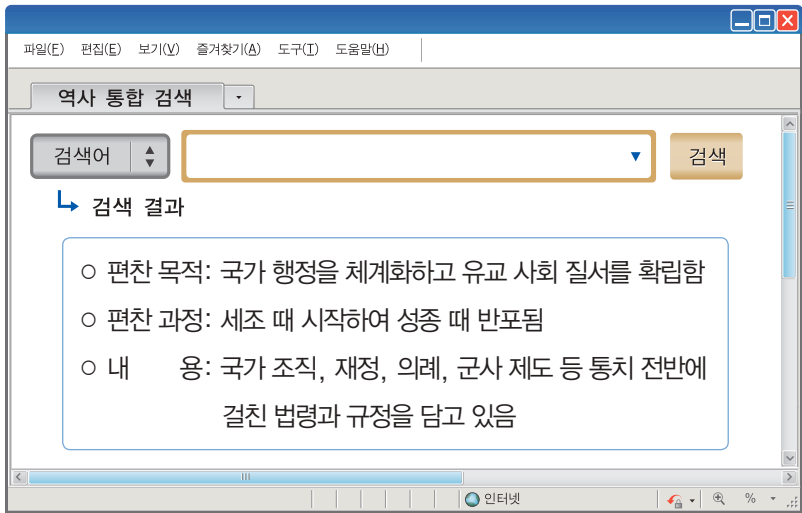 파일(F) 편집(E) 보기(V) 즐겨찾기(A) 도구(T) 도움말(H)
역사 통합 검색
검색어 검색
검색 결과
○ 편찬 목적: 국가 행정을 체계화하고 유교 사회 질서를 확립함
○ 편찬 과정: 세조 때 시작하여 성종 때 반포됨
○ 내 용: 국가 조직, 재정, 의례, 군사 제도 등 통치 전반에
걸친 법령과 규정을 담고 있음
인터넷 %